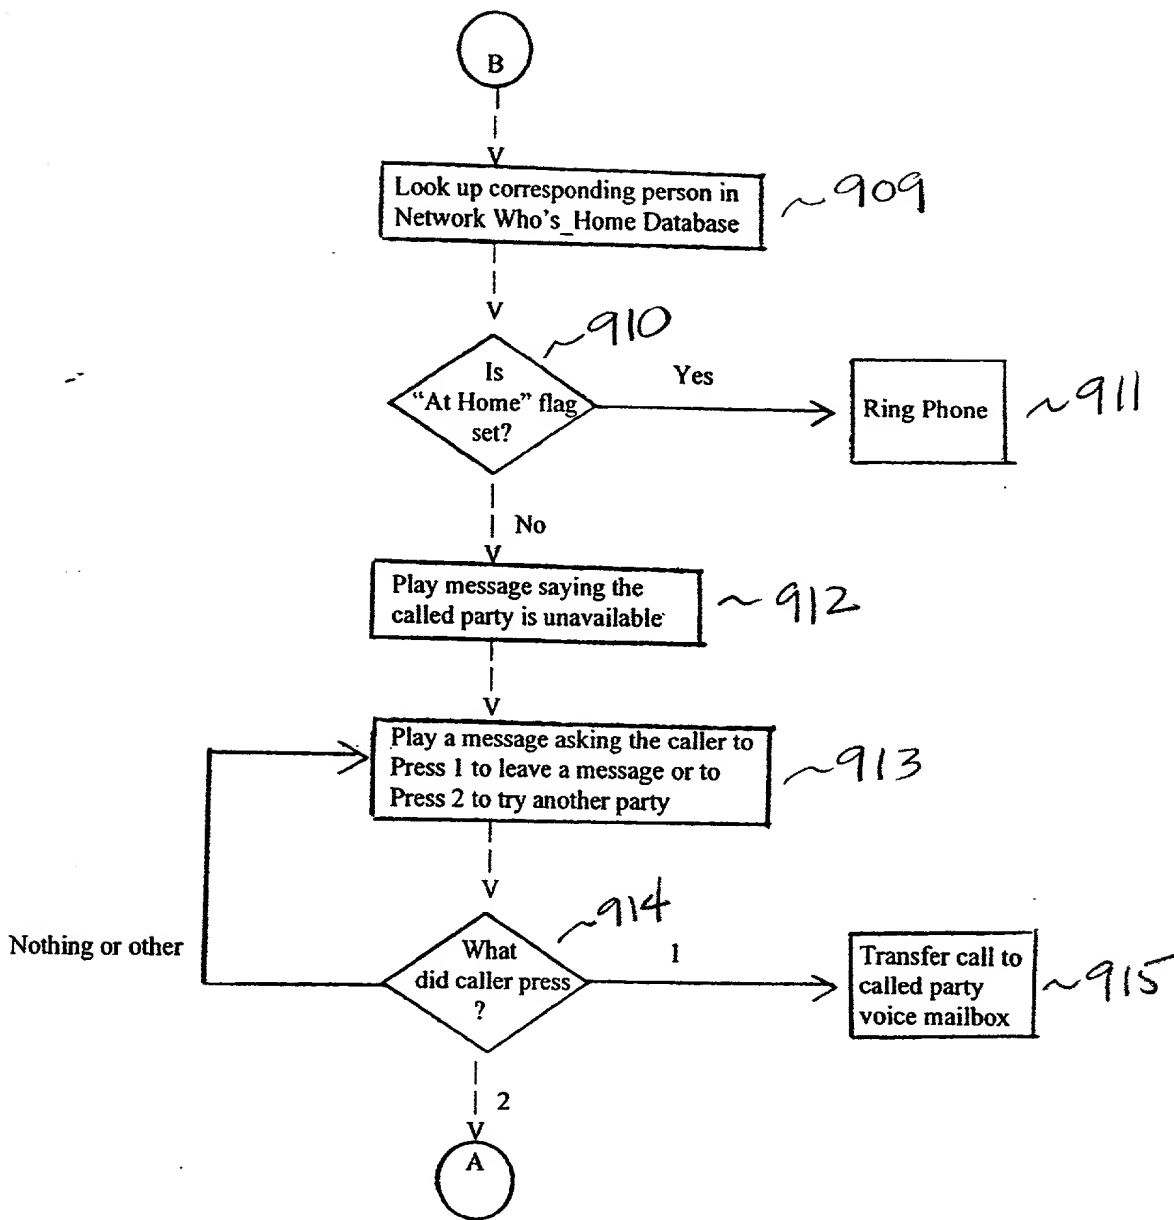 B
Look up corresponding person in
Network Who's_Home Database
~909
~910
Is
"At Home" flag
set?
Yes
Ring Phone
~911
No
Play message saying the
called party is unavailable
~912
Play a message asking the caller to
Press 1 to leave a message or to
Press 2 to try another party
~913
~914
Nothing or other
What
did caller press
?
1
Transfer call to
called party
voice mailbox
~915
2
A